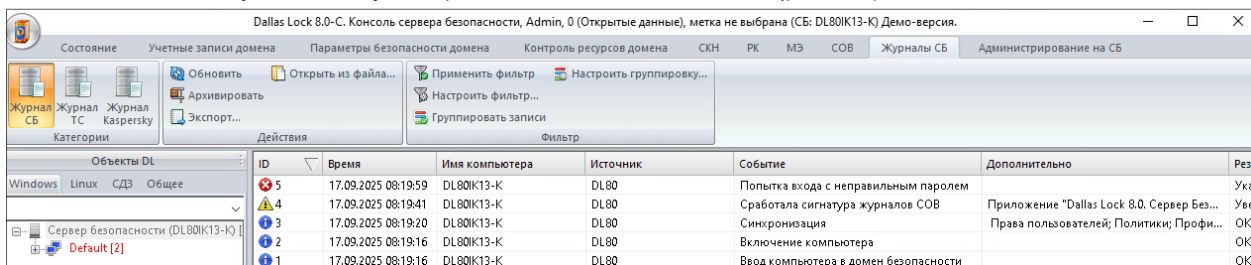 Dallas Lock 8.0-C. Консоль сервера безопасности, Admin, 0 (Открытые данные), метка не выбрана (СБ: DL80IK13-K) Демо-версия.
Состояние Учетные записи домена Параметры безопасности домена Контроль ресурсов домена СКН РК МЭ СОВ Журналы СБ Администрирование на СБ
Журнал СБ Журнал ТС Журнал Kaspersky
Категории
Обновить Открыть из файла...
Архивировать
Экспорт...
Действия
Применить фильтр Настроить группировку...
Настроить фильтр...
Группировать записи
Фильтр
Объекты DL
Windows Linux СДЗ Общее
Сервер безопасности (DL80IK13-K) [
Default [2]
ID Время Имя компьютера Источник Событие Дополнительно Рез
5 17.09.2025 08:19:59 DL80IK13-K DL80 Попытка входа с неправильным паролем Ука
4 17.09.2025 08:19:41 DL80IK13-K DL80 Сработала сигнатура журналов СОВ Приложение "Dallas Lock 8.0. Сервер Без... Уве
3 17.09.2025 08:19:20 DL80IK13-K DL80 Синхронизация Права пользователей; Политики; Профи... OK
2 17.09.2025 08:19:16 DL80IK13-K DL80 Включение компьютера OK
1 17.09.2025 08:19:16 DL80IK13-K DL80 Ввод компьютера в домен безопасности OK